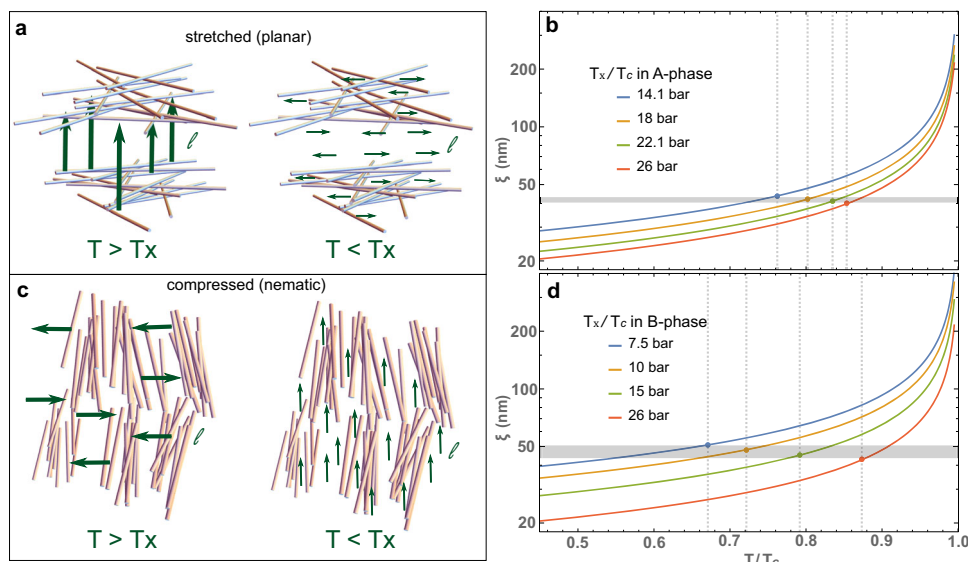 a
stretched (planar)
ℓ
ℓ
T > Tx
T < Tx
c
compressed (nematic)
ℓ
ℓ
T > Tx
T < Tx
b
Tx/Tc in A-phase
14.1 bar
18 bar
22.1 bar
26 bar
ξ (nm)
200
100
40
20
d
Tx/Tc in B-phase
7.5 bar
10 bar
15 bar
26 bar
ξ (nm)
200
100
50
20
0.5 0.6 0.7 0.8 0.9 1.0
T/Tc